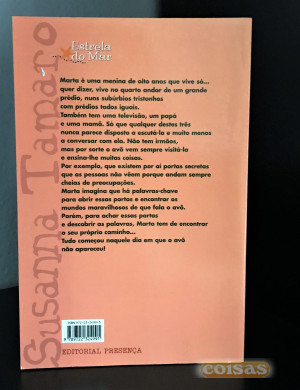 Estrela
do Mar
Susanna Tamaro
Marta é uma menina de oito anos que vive só...
quer dizer, vive no quarto andar de um grande
prédio, nuns subúrbios tristonhos
com prédios todos iguais.
Também tem uma televisão, um papá
e uma mamã. Só que qualquer destes três
nunca parece disposto a escutá-la e muito menos
a conversar com ela. Não tem irmãos,
mas por sorte o avô vem sempre visitá-la
e ensina-lhe muitas coisas.
Por exemplo, que existem por aí portas secretas
que as pessoas não vêem porque andam sempre
cheias de preocupações.
Marta imagina que há palavras-chave
para abrir essas portas e encontrar os
mundos maravilhosos de que fala o avô.
Porém, para achar essas portas
e descobrir as palavras, Marta tem de encontrar
o seu próprio caminho...
Tudo começou naquele dia em que o avô
não apareceu!
EDITORIAL PRESENÇA
coisas